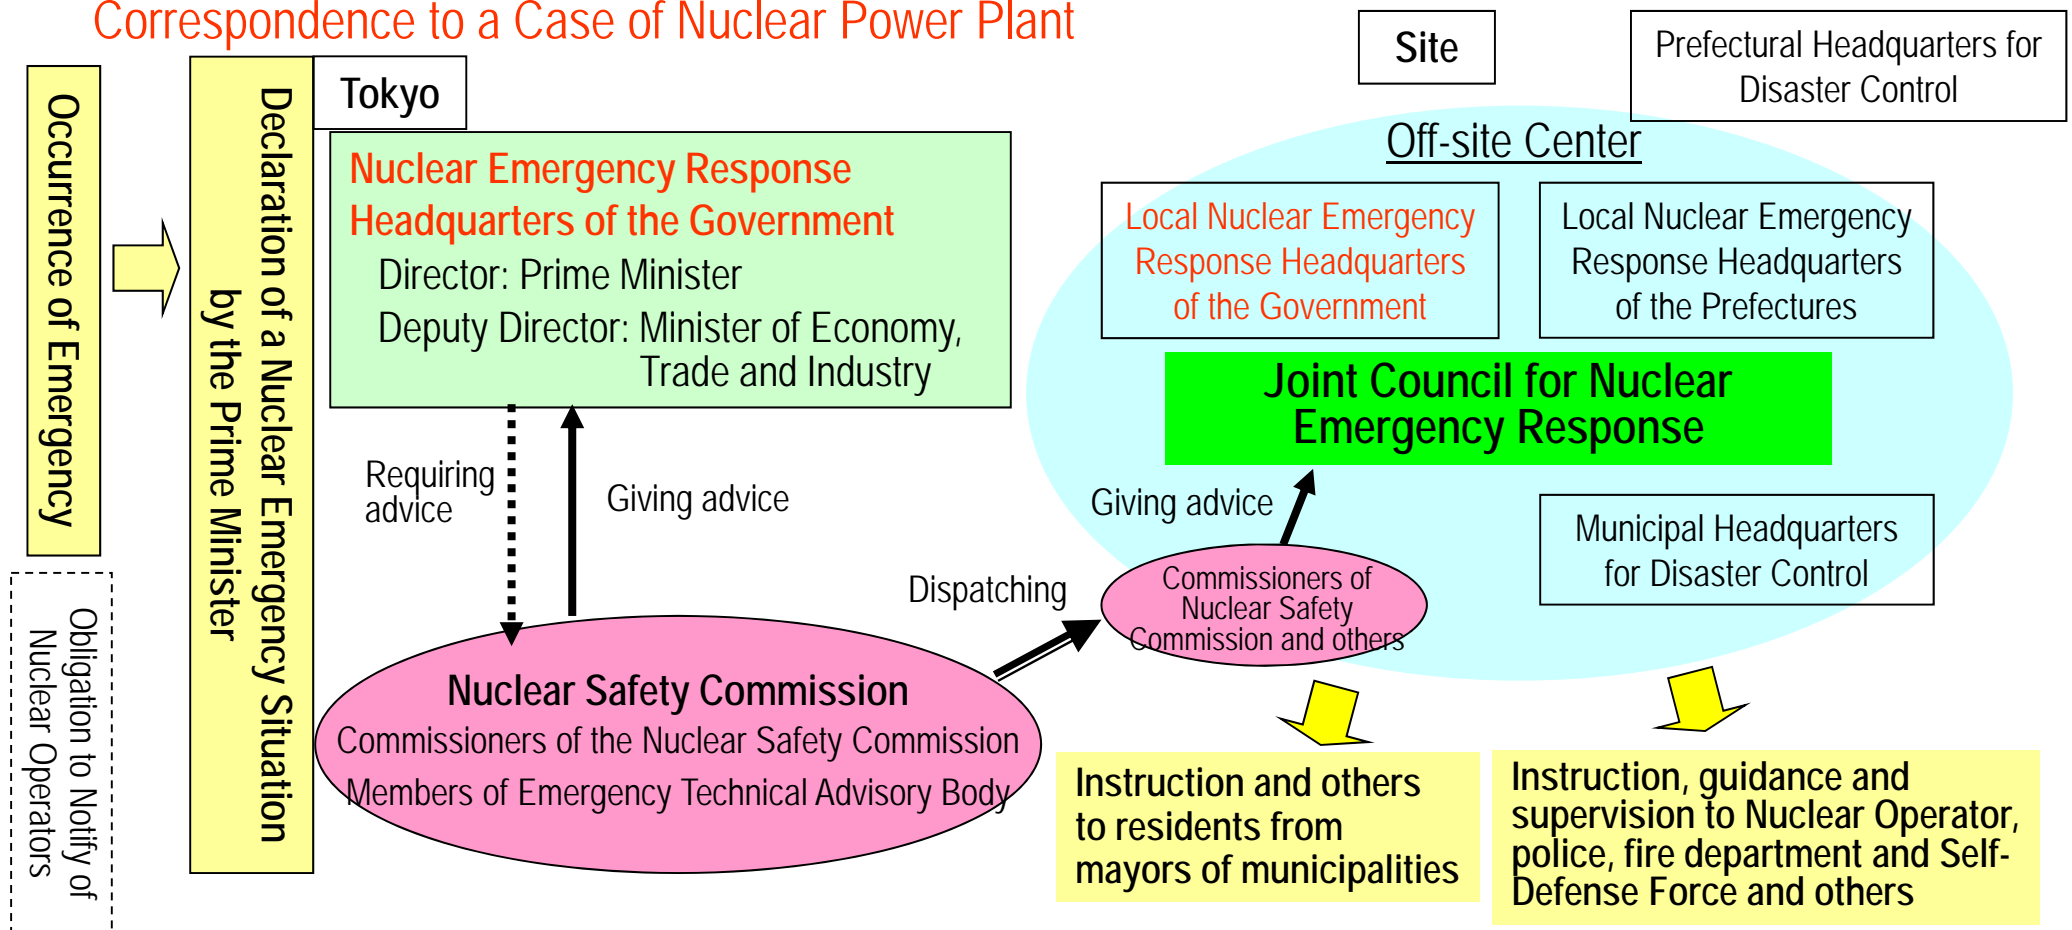 Correspondence to a Case of Nuclear Power Plant
Occurrence of Emergency
Obligation to Notify of
Nuclear Operators
Declaration of a Nuclear Emergency Situation
by the Prime Minister
Tokyo
Nuclear Emergency Response
Headquarters of the Government
Director: Prime Minister
Deputy Director: Minister of Economy,
Trade and Industry
Requiring
advice
Giving advice
Nuclear Safety Commission
Commissioners of the Nuclear Safety Commission
Members of Emergency Technical Advisory Body
Dispatching
Site
Prefectural Headquarters for
Disaster Control
Off-site Center
Local Nuclear Emergency
Response Headquarters
of the Government
Local Nuclear Emergency
Response Headquarters
of the Prefectures
Joint Council for Nuclear
Emergency Response
Giving advice
Commissioners of
Nuclear Safety
Commission and others
Municipal Headquarters
for Disaster Control
Instruction and others
to residents from
mayors of municipalities
Instruction, guidance and
supervision to Nuclear Operator,
police, fire department and Self-
Defense Force and others